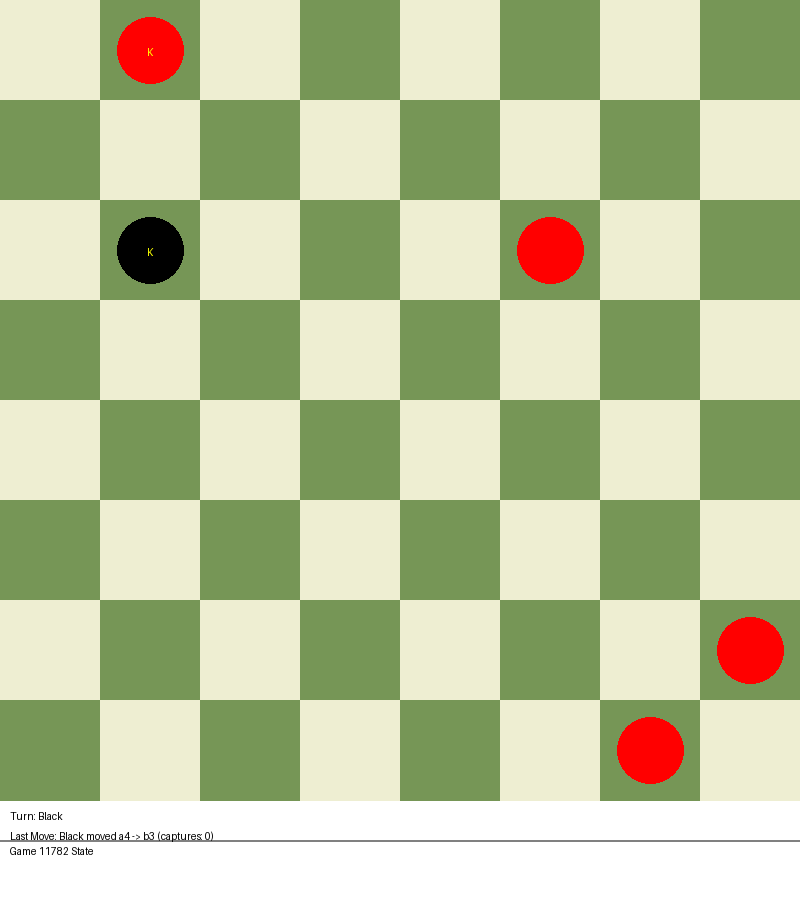 K
K
Turn: Black
Last Move: Black moved a4 -> b3 (captures: 0)
Game 11782 State